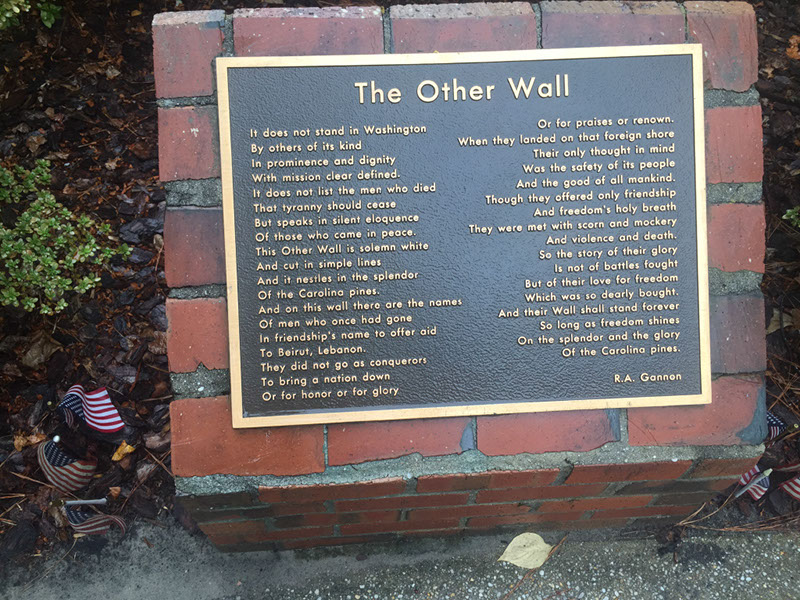 The Other Wall
It does not stand in Washington
By others of its kind
In prominence and dignity
With mission clear defined.
It does not list the men who died
That tyranny should cease
But speaks in silent eloquence
Of those who came in peace.
This Other Wall is solemn white
And cut in simple lines
And it nestles in the splendor
Of the Carolina pines.
And on this wall there are the names
Of men who once had gone
In friendship's name to offer aid
To Beirut, Lebanon.
They did not go as conquerors
To bring a nation down
Or for honor or for glory
Or for praises or renown.
When they landed on that foreign shore
Their only thought in mind
Was the safety of its people
And the good of all mankind.
Though they offered only friendship
And freedom's holy breath
They were met with scorn and mockery
And violence and death.
So the story of their glory
Is not of battles fought
But of their love for freedom
Which was so dearly bought.
And their Wall shall stand forever
So long as freedom shines
On the splendor and the glory
Of the Carolina pines.
R.A. Gannon